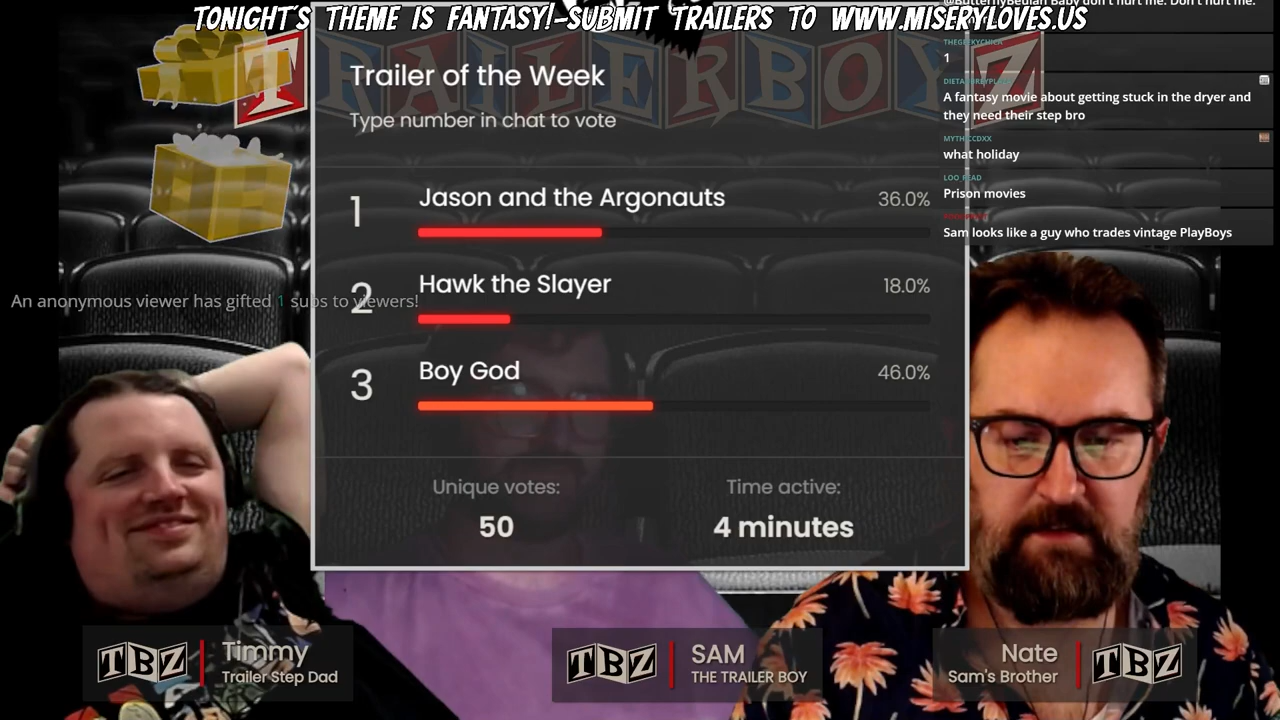 TONIGHT'S THEME IS FANTASY!-SUBMIT TRAILERS TO WWW.MISERYLOVES.US
TRAILERBOYZ
Trailer of the Week
Type number in chat to vote
1 Jason and the Argonauts 36.0%
2 Hawk the Slayer 18.0%
3 Boy God 46.0%
Unique votes: Time active:
50 4 minutes
An anonymous viewer has gifted 1 subs to viewers!
1
A fantasy movie about getting stuck in the dryer and
they need their step bro
MYTHICCDXX
what holiday
Prison movies
Sam looks like a guy who trades vintage PlayBoys
TBZ Timmy
Trailer Step Dad
TBZ SAM
THE TRAILER BOY
Nate TBZ
Sam's Brother